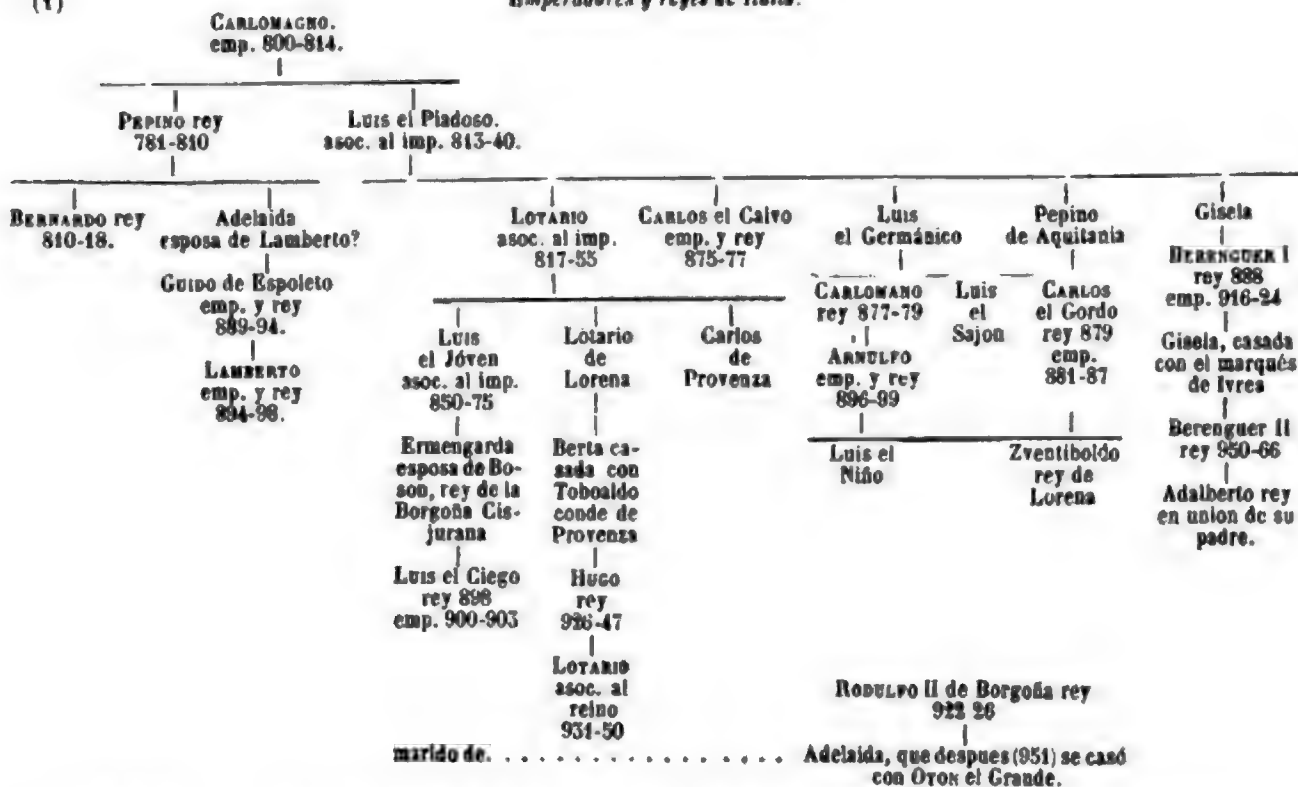 (1)
Emperadores y reyes de Italia.
CARLOMAGNO.
emp. 800-814.
PEPINO rey
781-810
LUIS el Piadoso.
asoc. al imp. 813-40.
BERNARDO rey
810-18.
Adelaida
esposa de Lamberto?
GUIDO de Espoleto
emp. y rey
889-94.
LAMBERTO
emp. y rey
894-98.
LOTARIO
asoc. al imp.
817-55
LUIS
el Jóven
asoc. al imp.
850-75
Ermengarda
esposa de Bo-
son, rey de la
Borgoña Cis-
jurana
LUIS el Ciego
rey 898
emp. 900-903
Lotario
de
Lorena
Berta ca-
sada con
Toboaldo
conde de
Provenza
HUGO
rey
926-47
LOTARIO
asoc. al
reino
931-50
Carlos
de
Provenza
CARLOS el Calvo
emp. y rey
875-77
Luis
el Germánico
CARLOMANO
rey 877-79
ARNULFO
emp. y rey
896-99
Luis el
Niño
Luis
el
Sajon
Pepino
de Aquitania
CARLOS
el Gordo
rey 879
emp.
881-87
Zventiboldo
rey de
Lorena
Gisela
BERENGUER I
rey 888
emp. 916-24
Gisela, casada
con el marqués
de Ivrea
Berenguer II
rey 950-66
Adalberto rey
en union de su
padre.
RODULFO II de Borgoña rey
922 26
marido de. . . . . . . . . . . . . . . . Adelaida, que despues (951) se casó
con OTON el Grande.